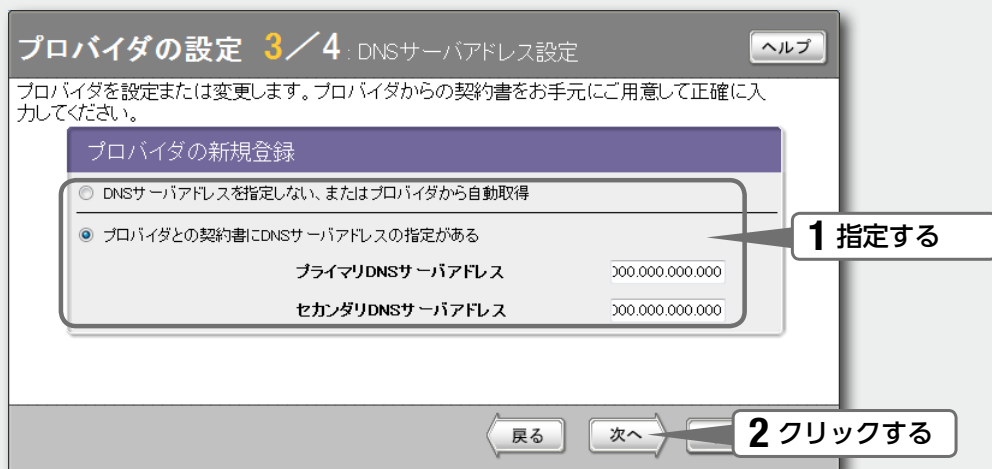 プロバイダの設定 3／4：DNSサーバアドレス設定
ヘルプ
プロバイダを設定または変更します。プロバイダからの契約書をお手元にご用意して正確に入
力してください。
プロバイダの新規登録
DNSサーバアドレスを指定しない、またはプロバイダから自動取得
プロバイダとの契約書にDNSサーバアドレスの指定がある
1 指定する
プライマリDNSサーバアドレス 000.000.000.000
セカンダリDNSサーバアドレス 000.000.000.000
戻る
次へ
2 クリックする